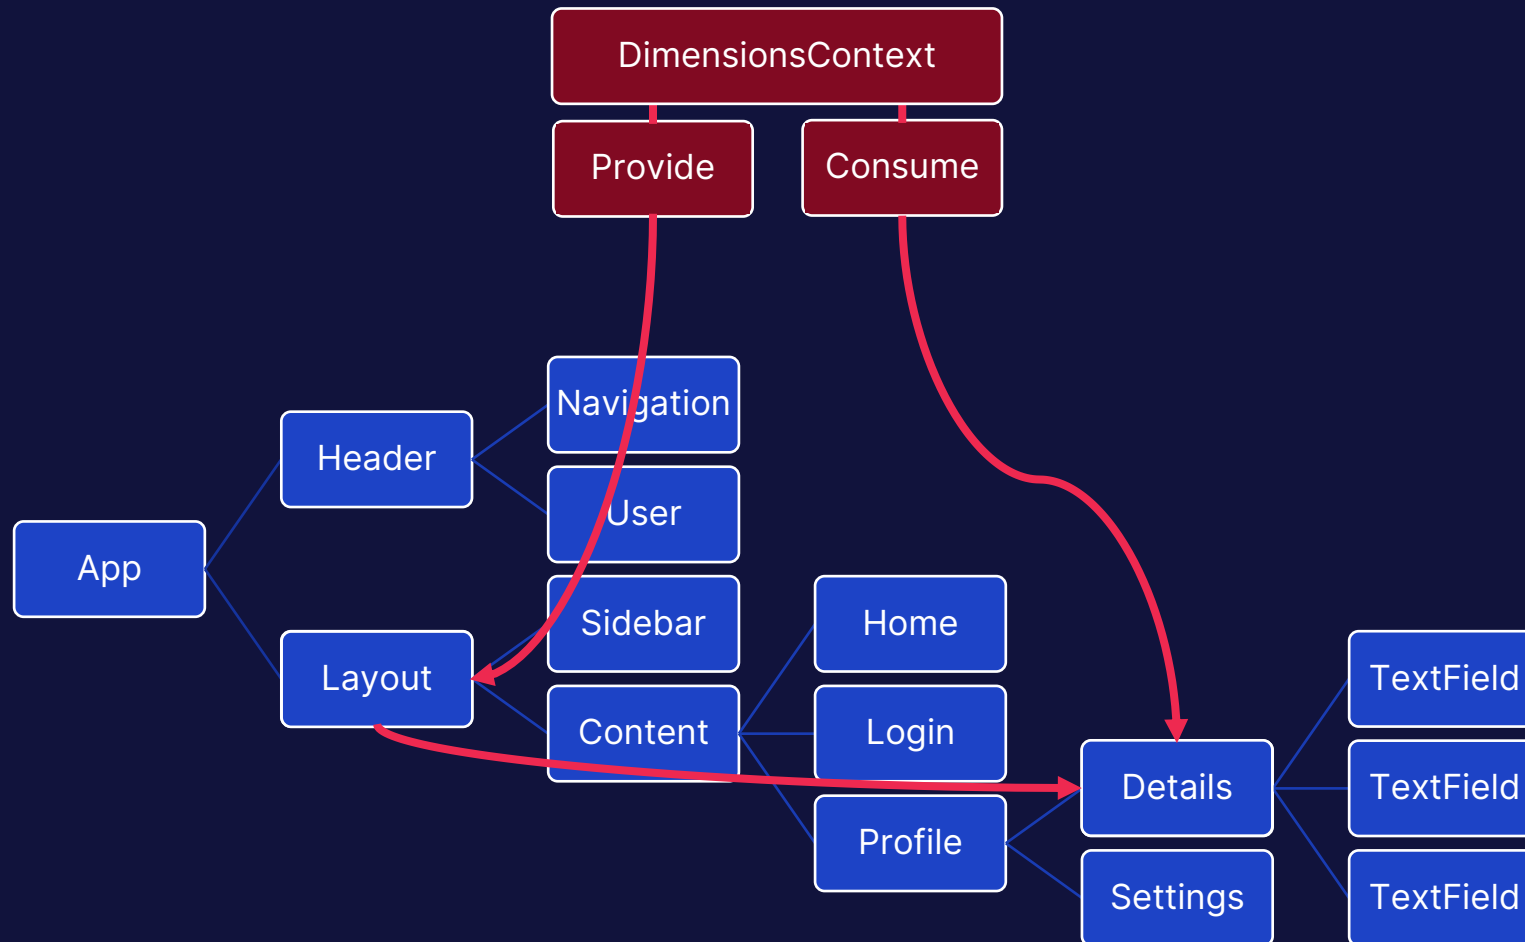 DimensionsContext
Provide
Consume
Navigation
Header
User
App
Sidebar
Home
Layout
TextField
Content
Login
Details
TextField
Profile
Settings
TextField